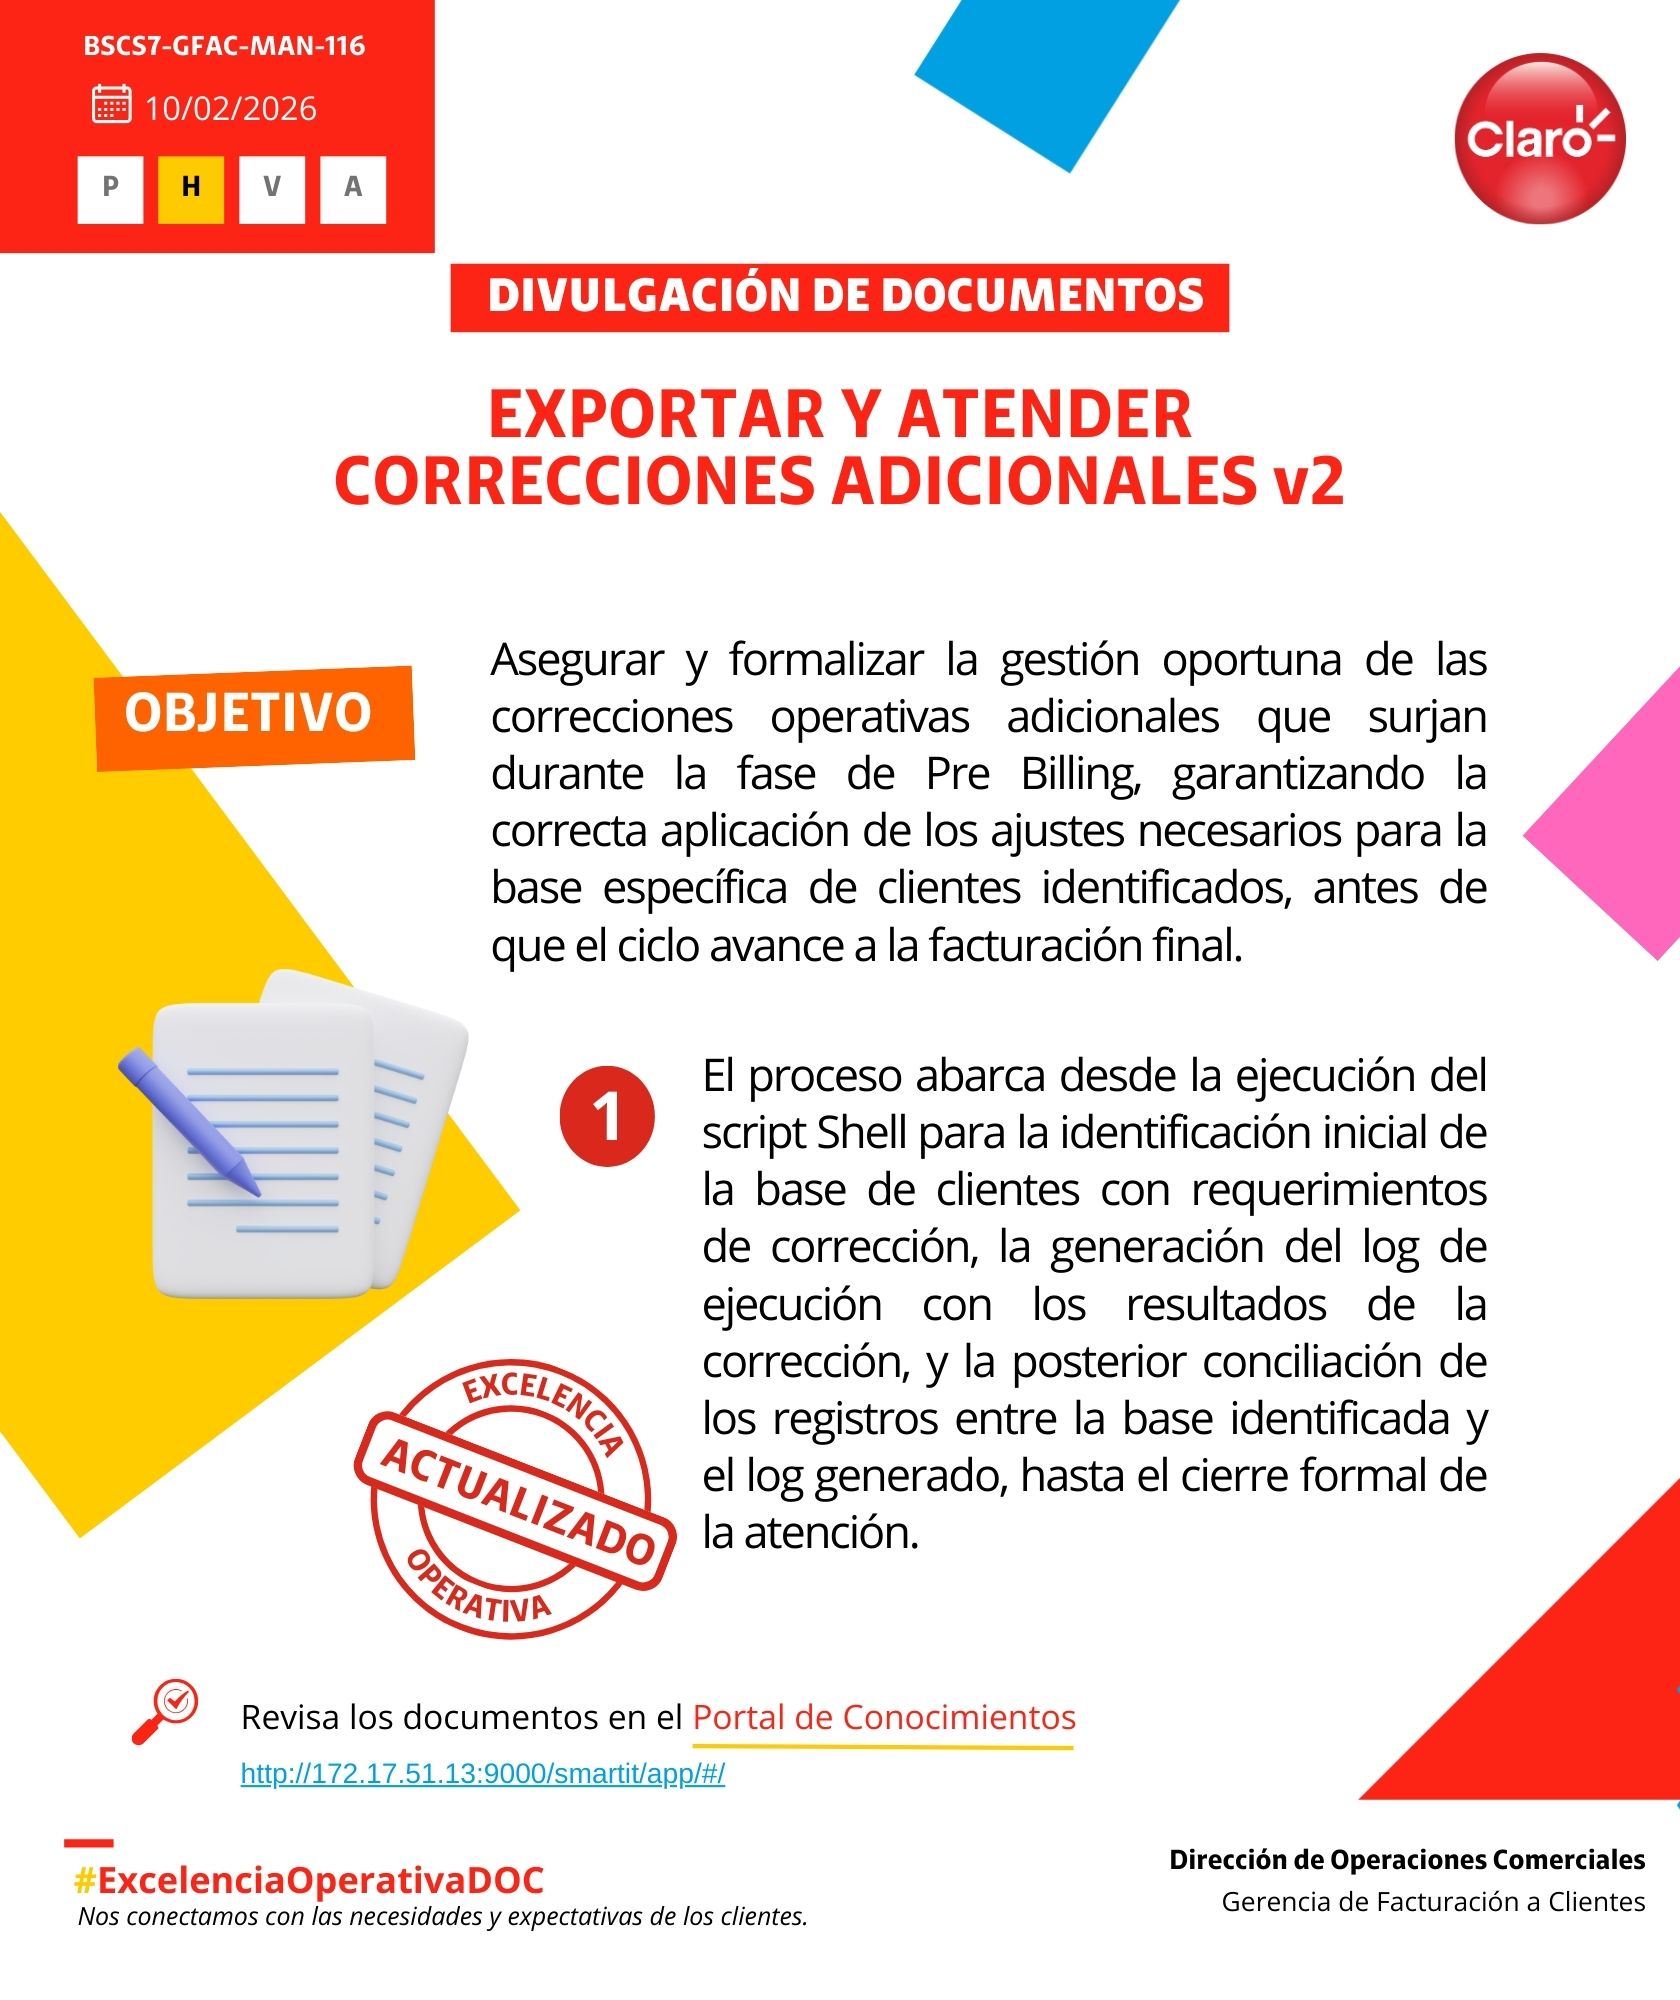 BSCS7-GFAC-MAN-116
10/02/2026
P H V A
Claro
DIVULGACIÓN DE DOCUMENTOS
EXPORTAR Y ATENDER
CORRECCIONES ADICIONALES v2
OBJETIVO
Asegurar y formalizar la gestión oportuna de las
correcciones operativas adicionales que surjan
durante la fase de Pre Billing, garantizando la
correcta aplicación de los ajustes necesarios para la
base específica de clientes identificados, antes de
que el ciclo avance a la facturación final.
1
El proceso abarca desde la ejecución del
script Shell para la identificación inicial de
la base de clientes con requerimientos
de corrección, la generación del log de
ejecución con los resultados de la
corrección, y la posterior conciliación de
los registros entre la base identificada y
el log generado, hasta el cierre formal de
la atención.
EXCELENCIA
ACTUALIZADO
OPERATIVA
Revisa los documentos en el Portal de Conocimientos
http://172.17.51.13:9000/smartit/app/#/
#ExcelenciaOperativaDOC
Nos conectamos con las necesidades y expectativas de los clientes.
Dirección de Operaciones Comerciales
Gerencia de Facturación a Clientes